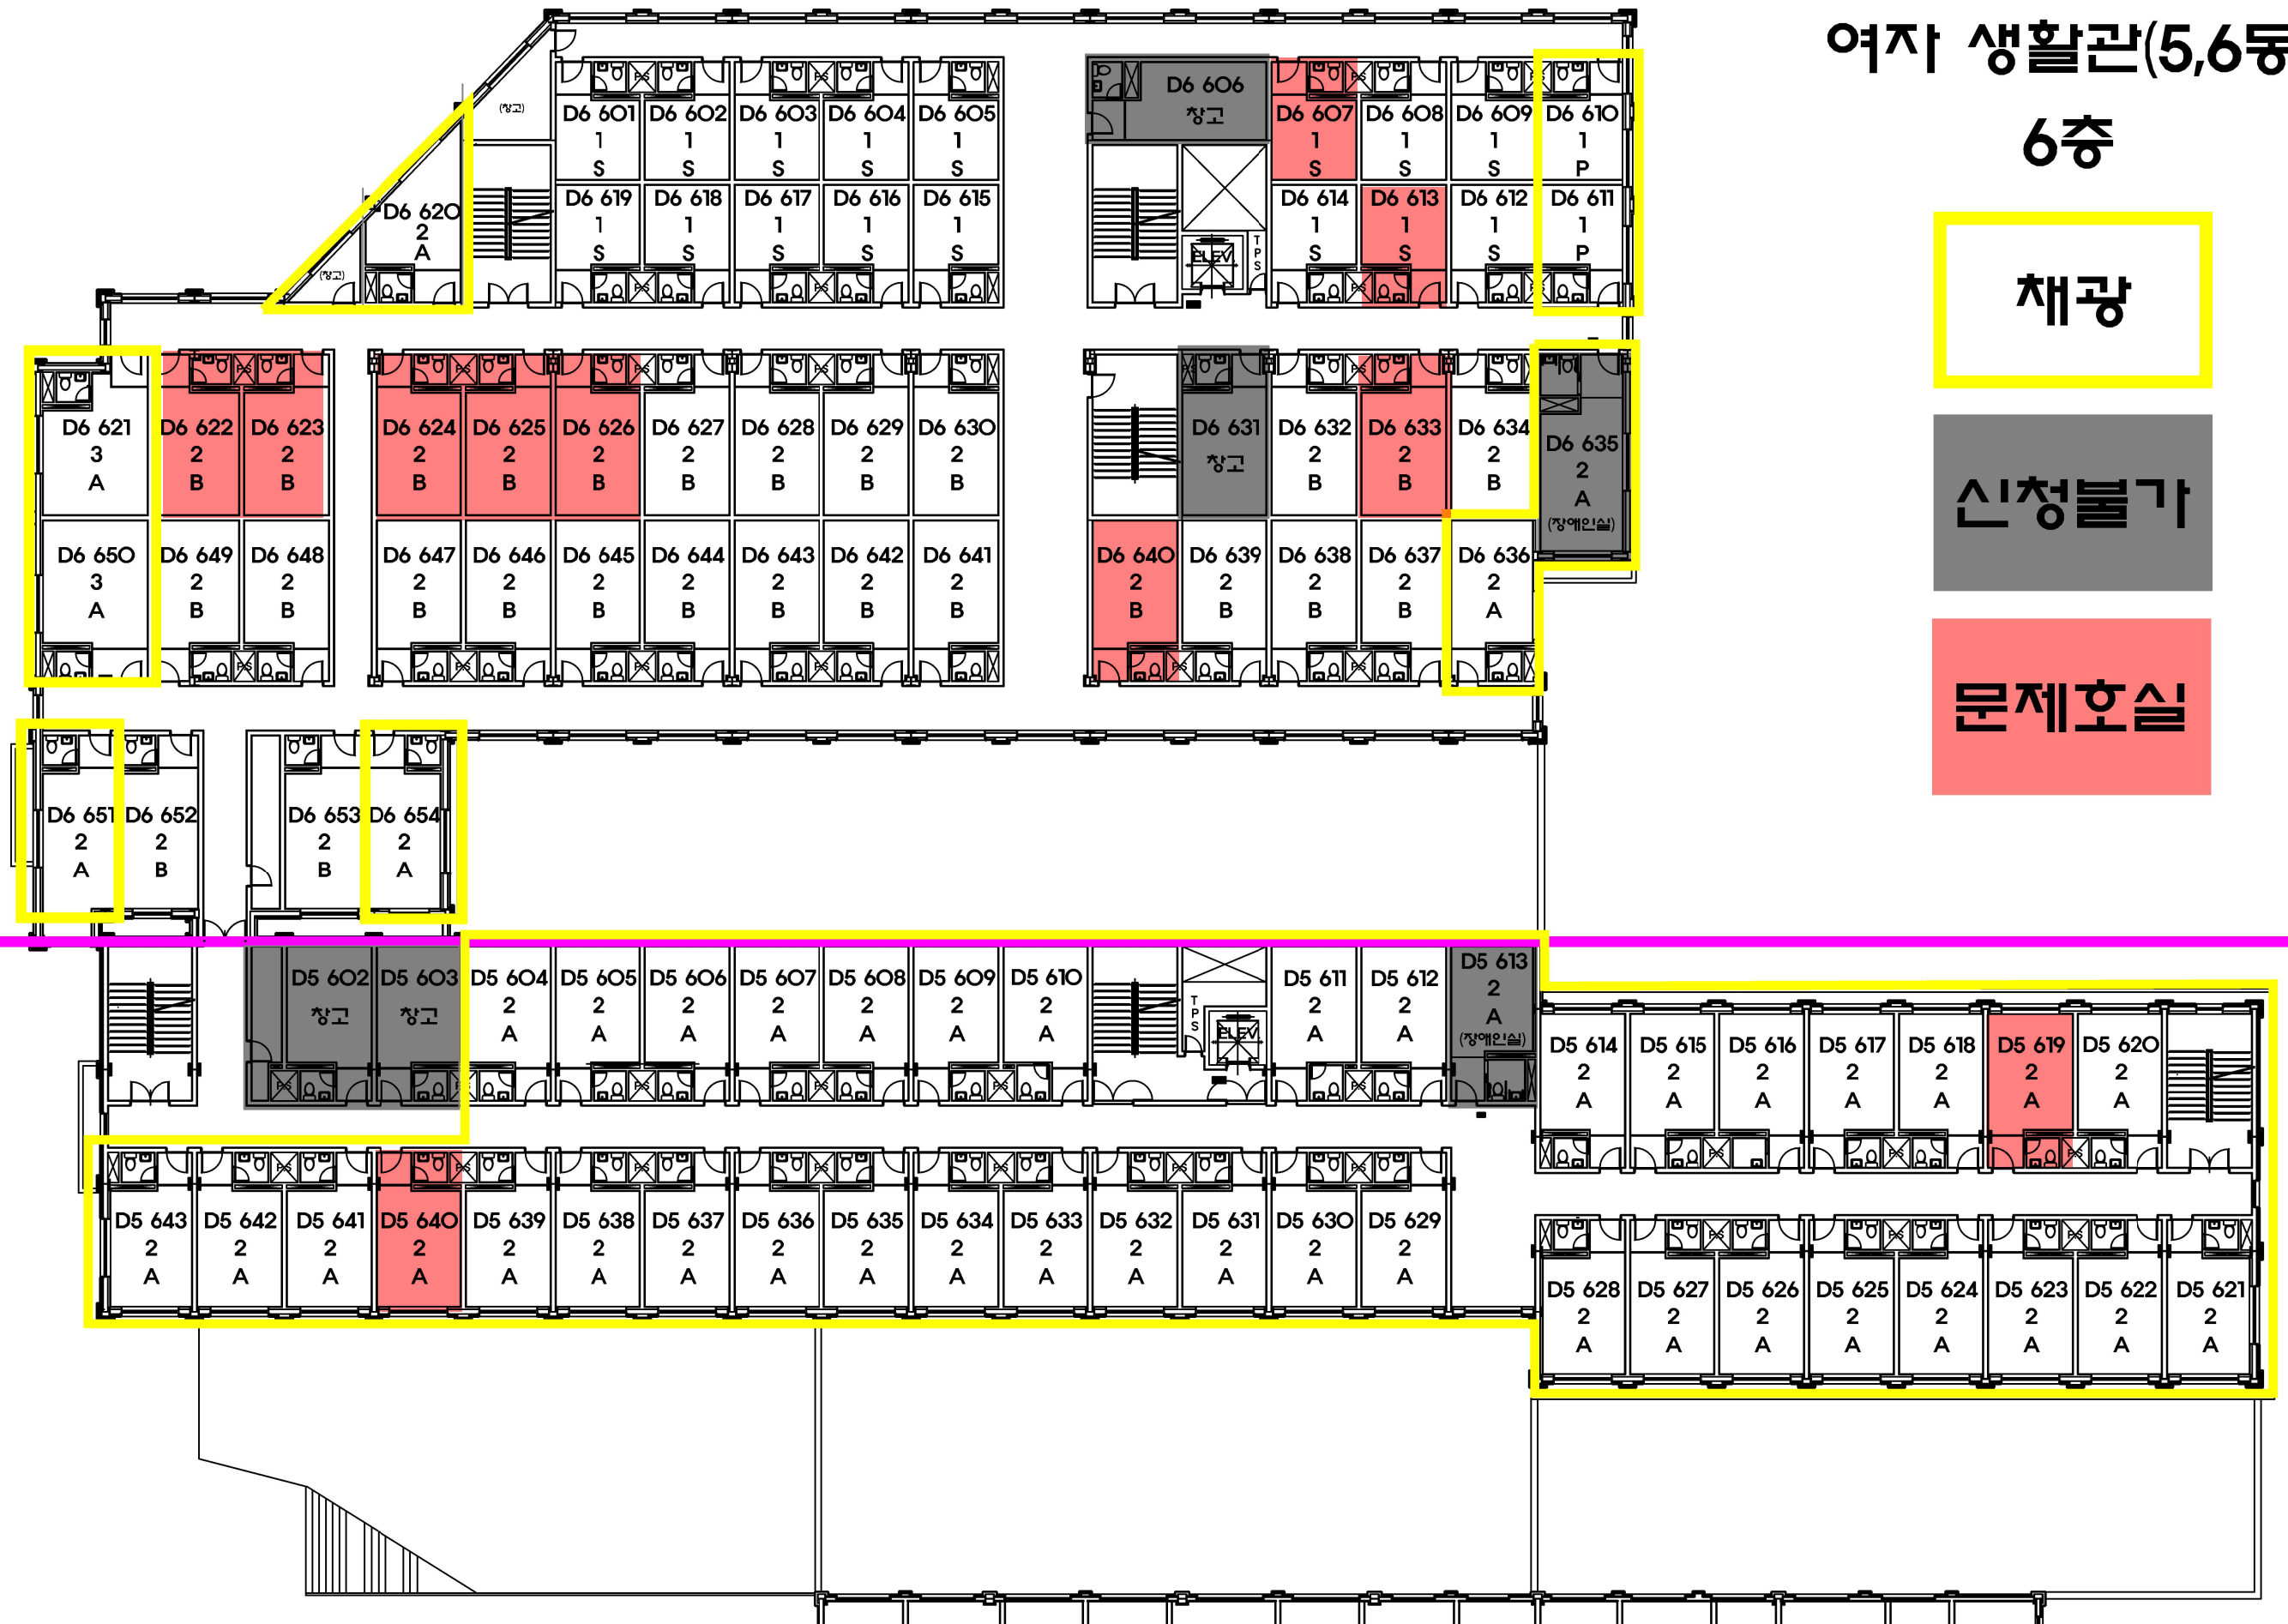 여자 생활관(5,6동
6층
채광
신청불가
문제호실
(창고)
D6 601 D6 602 D6 603 D6 604 D6 605
1 1 1 1 1
S S S S S
D6 606
창고
D6 607 D6 608 D6 609 D6 610
1 1 1 1
S S S P
D6 620
2
A
(창고)
D6 619 D6 618 D6 617 D6 616 D6 615
1 1 1 1 1
S S S S S
ELEV.
TPS
D6 614 D6 613 D6 612 D6 611
1 1 1 1
S S S P
D6 621 D6 622 D6 623 D6 624 D6 625 D6 626 D6 627 D6 628 D6 629 D6 630
3 2 2 2 2 2 2 2 2 2
A B B B B B B B B B
D6 631
창고
D6 632 D6 633 D6 634
2 2 2
B B B
D6 635
2
A
(장애인실)
D6 650 D6 649 D6 648 D6 647 D6 646 D6 645 D6 644 D6 643 D6 642 D6 641
3 2 2 2 2 2 2 2 2 2
A B B B B B B B B B
D6 640 D6 639 D6 638 D6 637 D6 636
2 2 2 2 2
B B B B A
D6 651 D6 652 D6 653 D6 654
2 2 2 2
A B B A
D5 602 D5 603
창고 창고
D5 604 D5 605 D5 606 D5 607 D5 608 D5 609 D5 610
2 2 2 2 2 2 2
A A A A A A A
TPS
ELEV
D5 611 D5 612
2 2
A A
D5 613
2
A
(장애인실)
D5 614 D5 615 D5 616 D5 617 D5 618 D5 619 D5 620
2 2 2 2 2 2 2
A A A A A A A
D5 643 D5 642 D5 641 D5 640 D5 639 D5 638 D5 637 D5 636 D5 635 D5 634 D5 633 D5 632 D5 631 D5 630 D5 629
2 2 2 2 2 2 2 2 2 2 2 2 2 2 2
A A A A A A A A A A A A A A A
D5 628 D5 627 D5 626 D5 625 D5 624 D5 623 D5 622 D5 621
2 2 2 2 2 2 2 2
A A A A A A A A